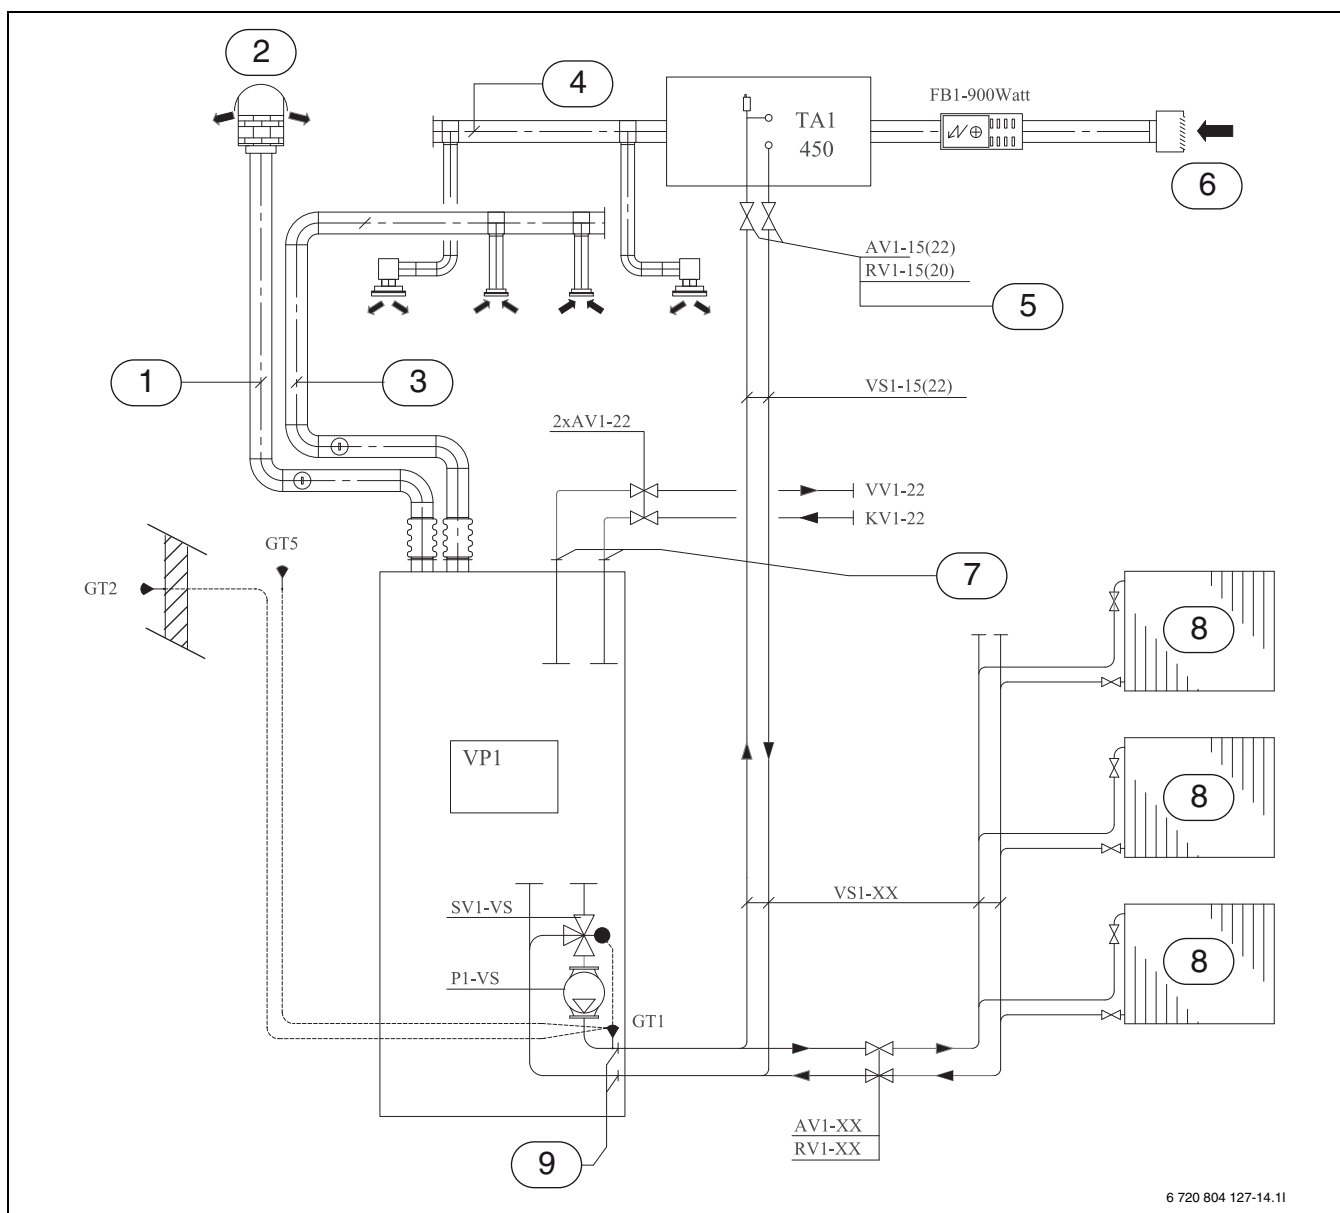 2
4
FB1-900Watt
TA1
450
6
AV1-15(22)
RV1-15(20)
5
1
3
VS1-15(22)
2xAV1-22
VV1-22
KV1-22
GT5
GT2
7
8
VP1
8
SV1-VS
VS1-XX
P1-VS
8
GT1
AV1-XX
RV1-XX
9
6 720 804 127-14.1I